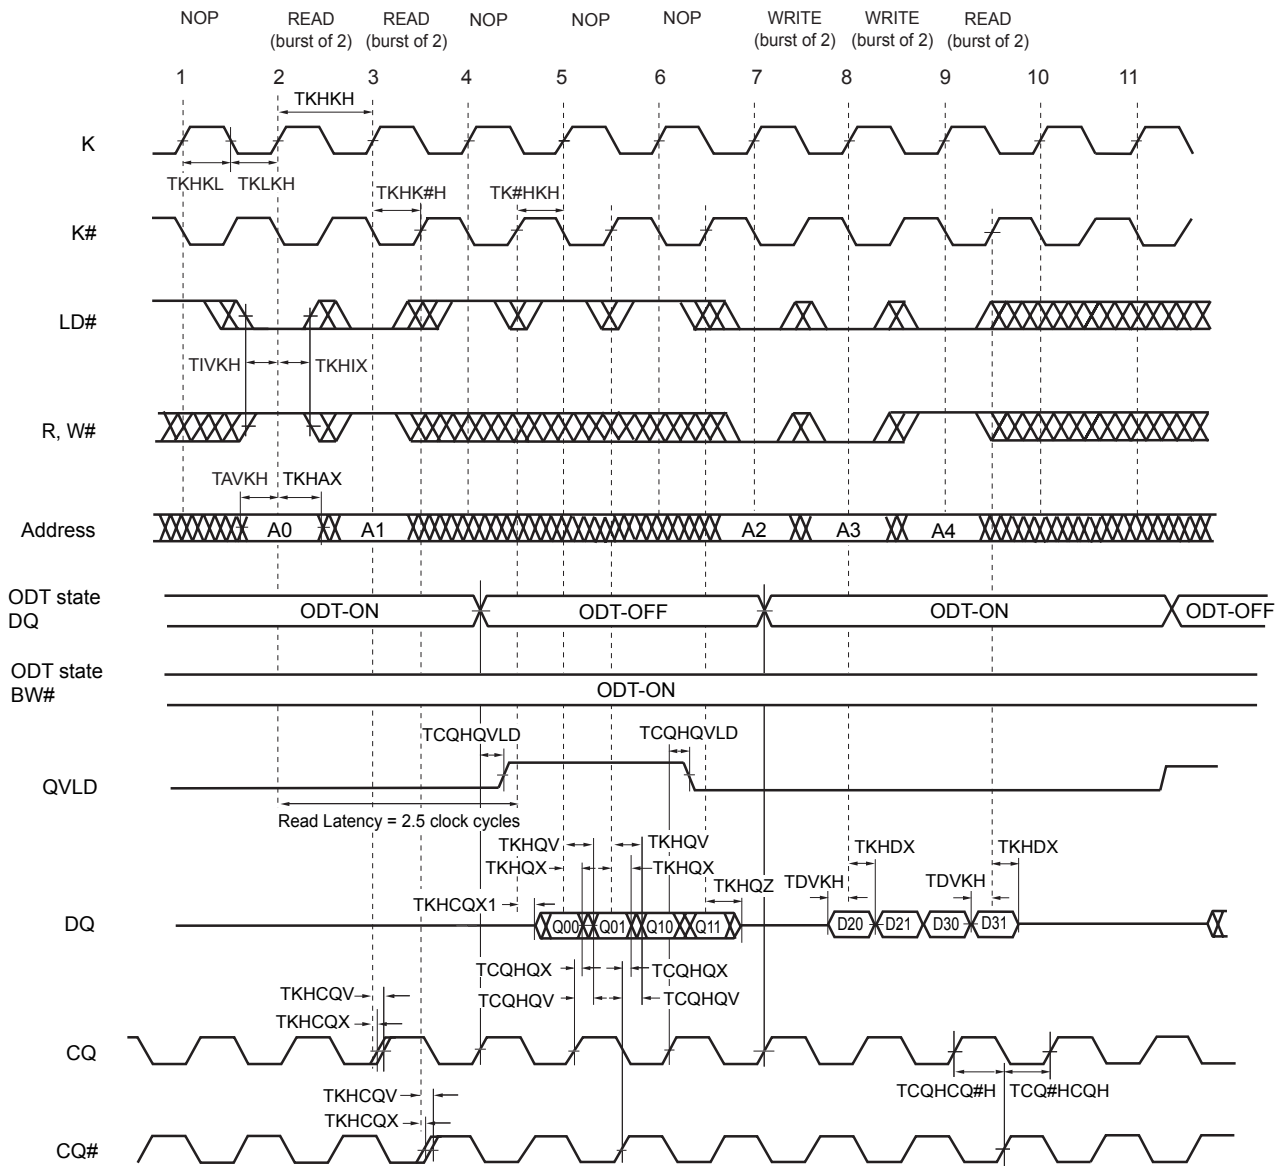 NOP READ READ NOP NOP NOP WRITE WRITE READ
(burst of 2) (burst of 2) (burst of 2) (burst of 2) (burst of 2)
1 2 3 4 5 6 7 8 9 10 11
TKHKH
K
TKHKL TKLKH TKHK#H TK#HKH
K#
LD#
TIVKH TKHIX
R, W#
TAVKH TKHAX
Address A0 A1 A2 A3 A4
ODT state
DQ
ODT-ON ODT-OFF ODT-ON ODT-OFF
ODT state
BW#
ODT-ON
TCQHQVLD TCQHQVLD
QVLD
Read Latency = 2.5 clock cycles
TKHQV TKHQV
TKHQX TKHQX TKHDX TKHDX
TKHQZ TDVKH TDVKH
TKHCQX1
DQ Q00 Q01 Q10 Q11 D20 D21 D30 D31
TCQHQX TCQHQX
TKHCQV TCQHQV TCQHQV
TKHCQX
CQ
TKHCQV TCQHCQ#H TCQ#HCQH
TKHCQX
CQ#